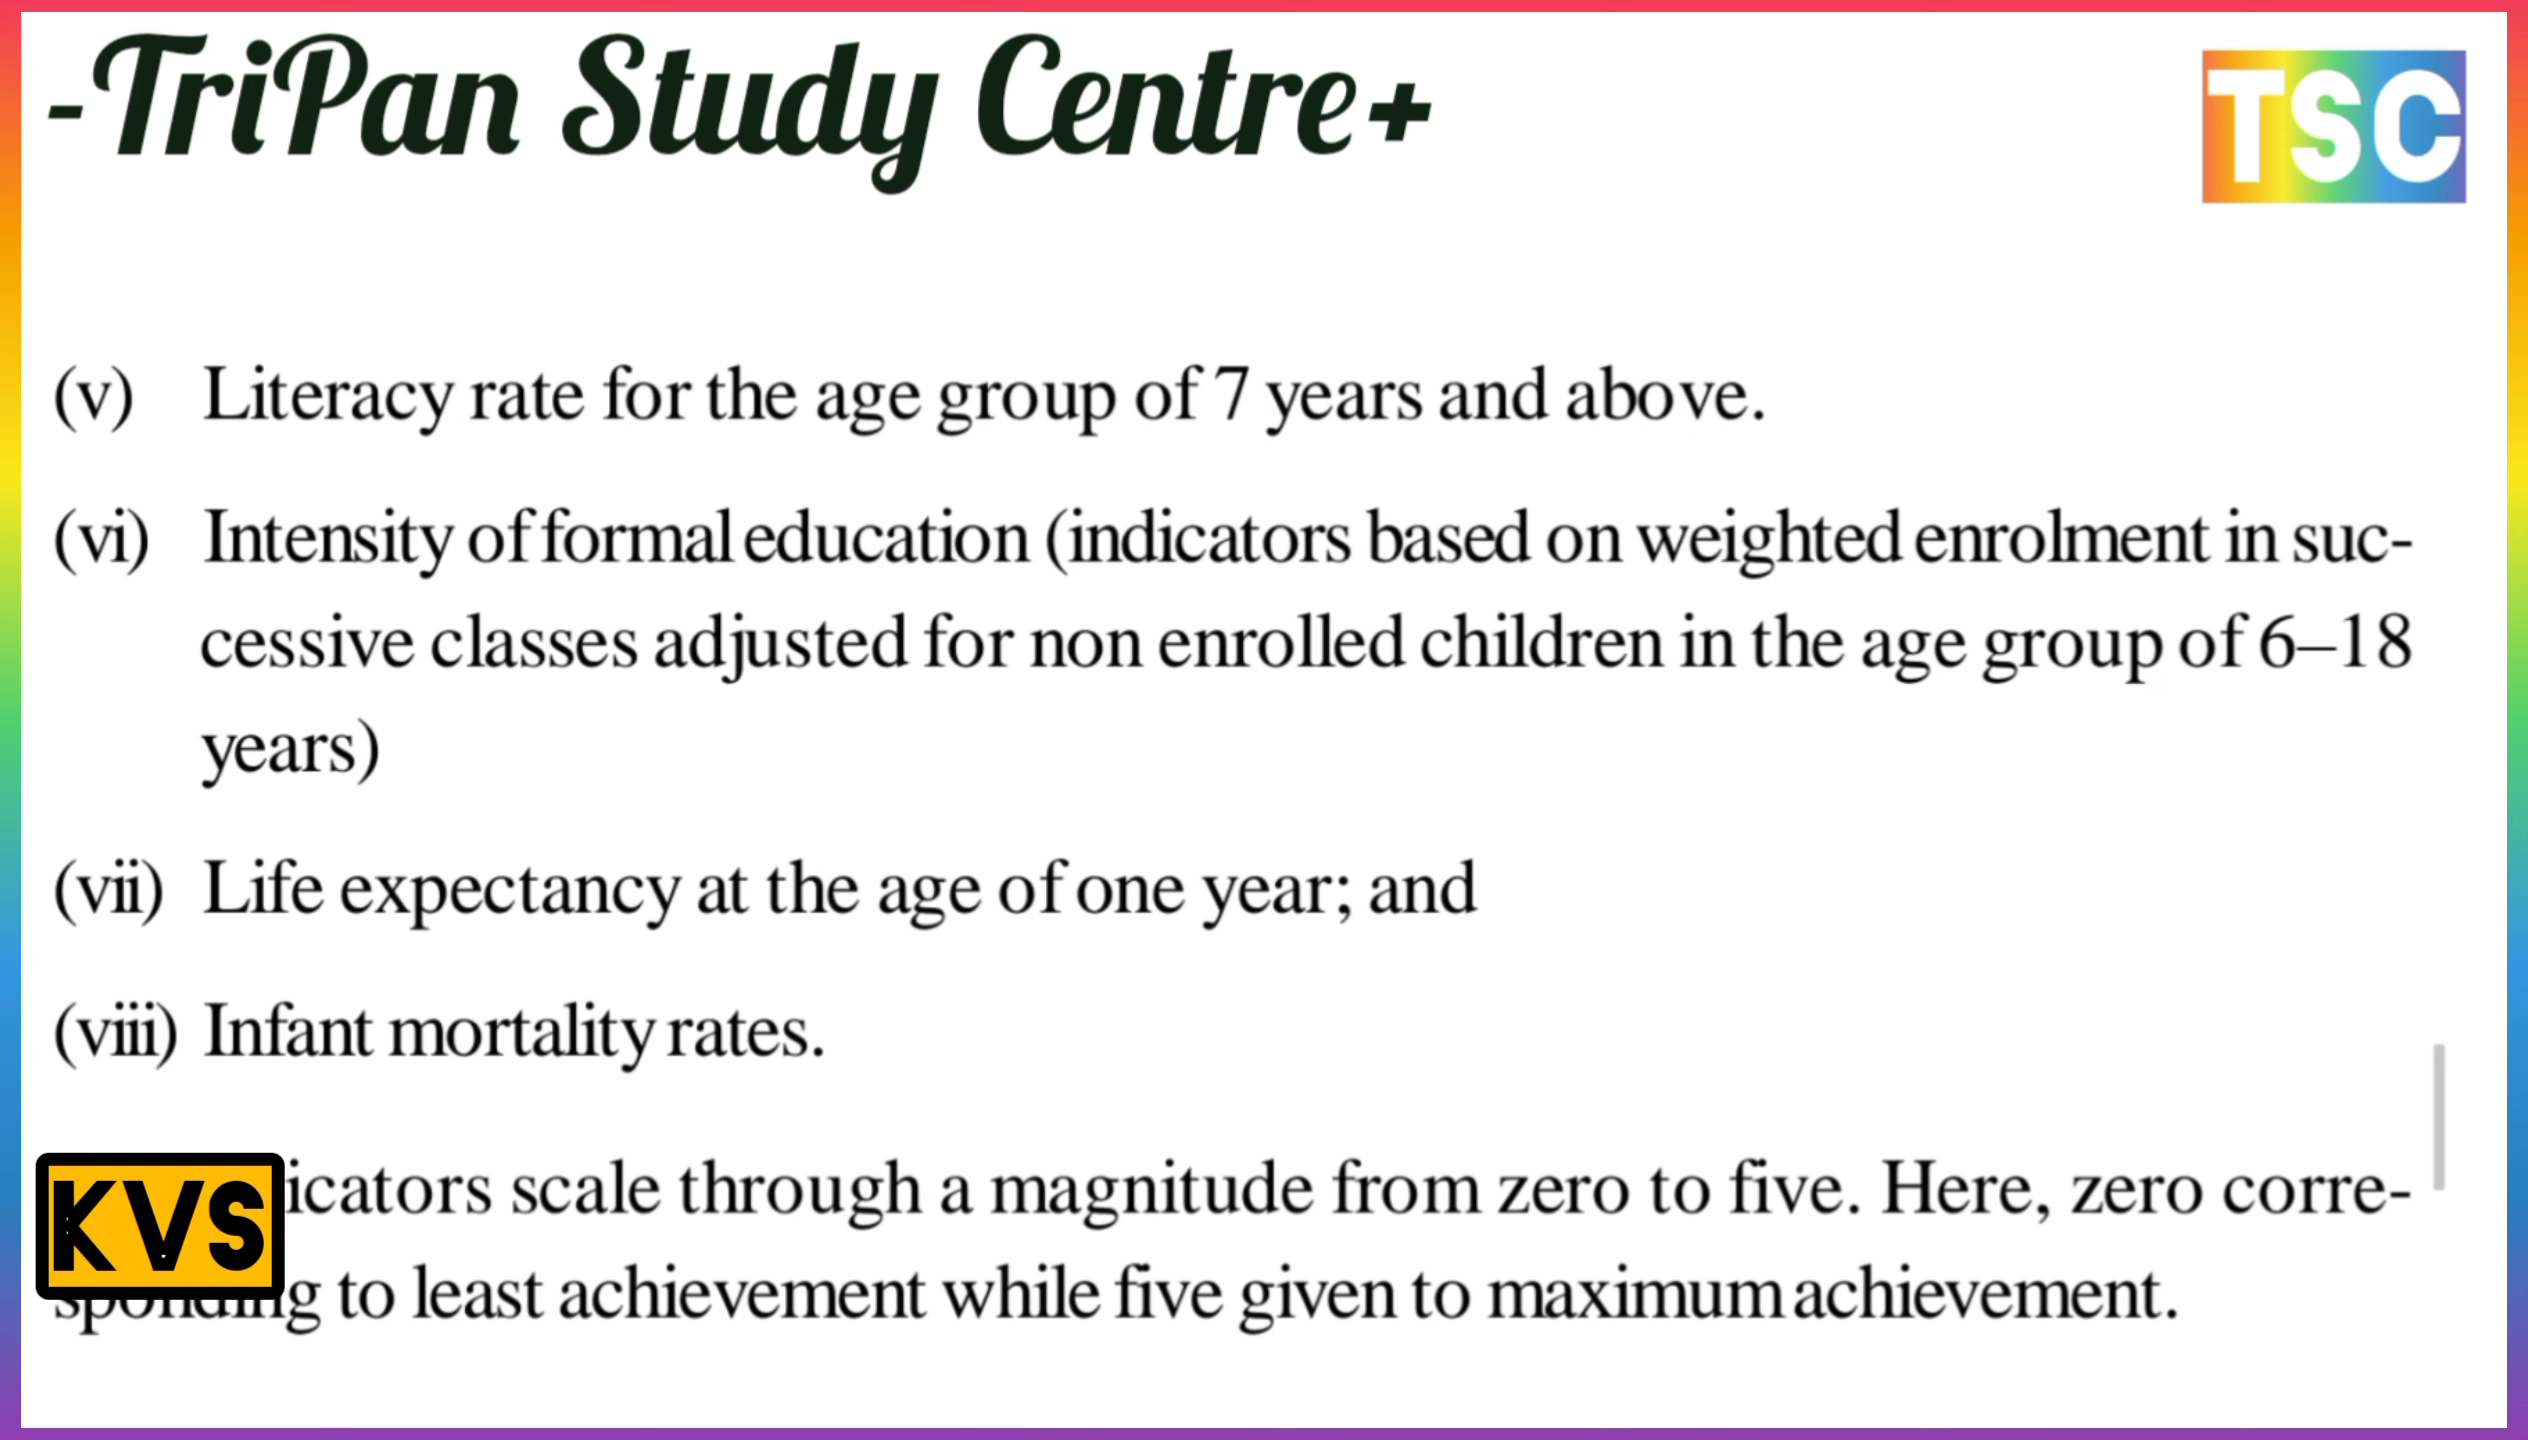 -TriPan Study Centre+
TSC
(v) Literacy rate for the age group of 7 years and above.
(vi) Intensity of formal education (indicators based on weighted enrolment in suc-
cessive classes adjusted for non enrolled children in the age group of 6–18
years)
(vii) Life expectancy at the age of one year; and
(viii) Infant mortality rates.
KVS
icators scale through a magnitude from zero to five. Here, zero corre-
sponding to least achievement while five given to maximum achievement.